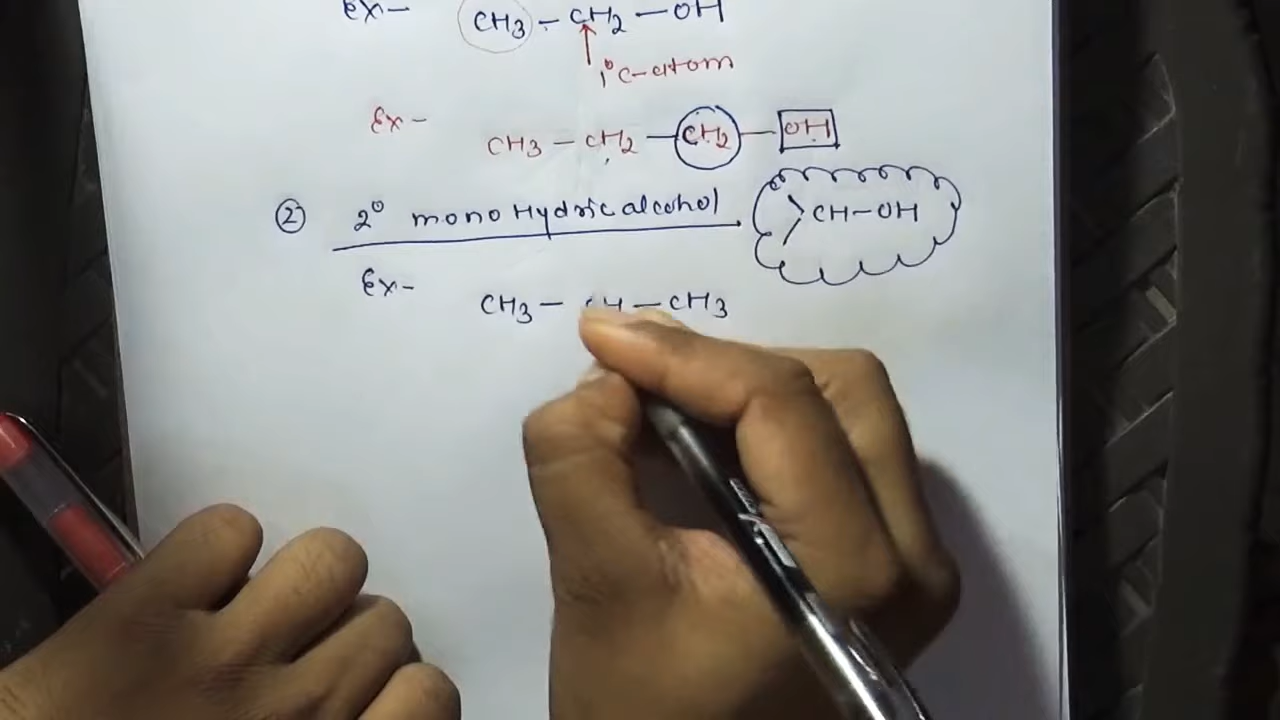 Ex- CH3 - CH2 - OH
1° C-atom
Ex- CH3 - CH2 - CH2 - OH
② 2° mono Hydric alcohol >CH-OH
Ex- CH3 - CH - CH3